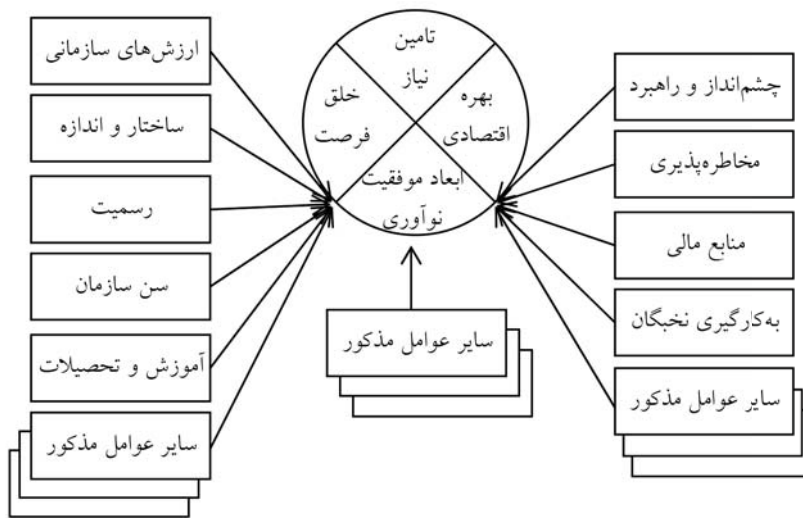 تامین
نیاز
خلق
فرصت
بهره
اقتصادی
ابعاد موفقیت
نوآوری
چشم‌انداز و راهبرد
مخاطره‌پذیری
منابع مالی
به‌کارگیری نخبگان
سایر عوامل مذکور
سایر عوامل مذکور
ارزش‌های سازمانی
ساختار و اندازه
رسمیت
سن سازمان
آموزش و تحصیلات
سایر عوامل مذکور